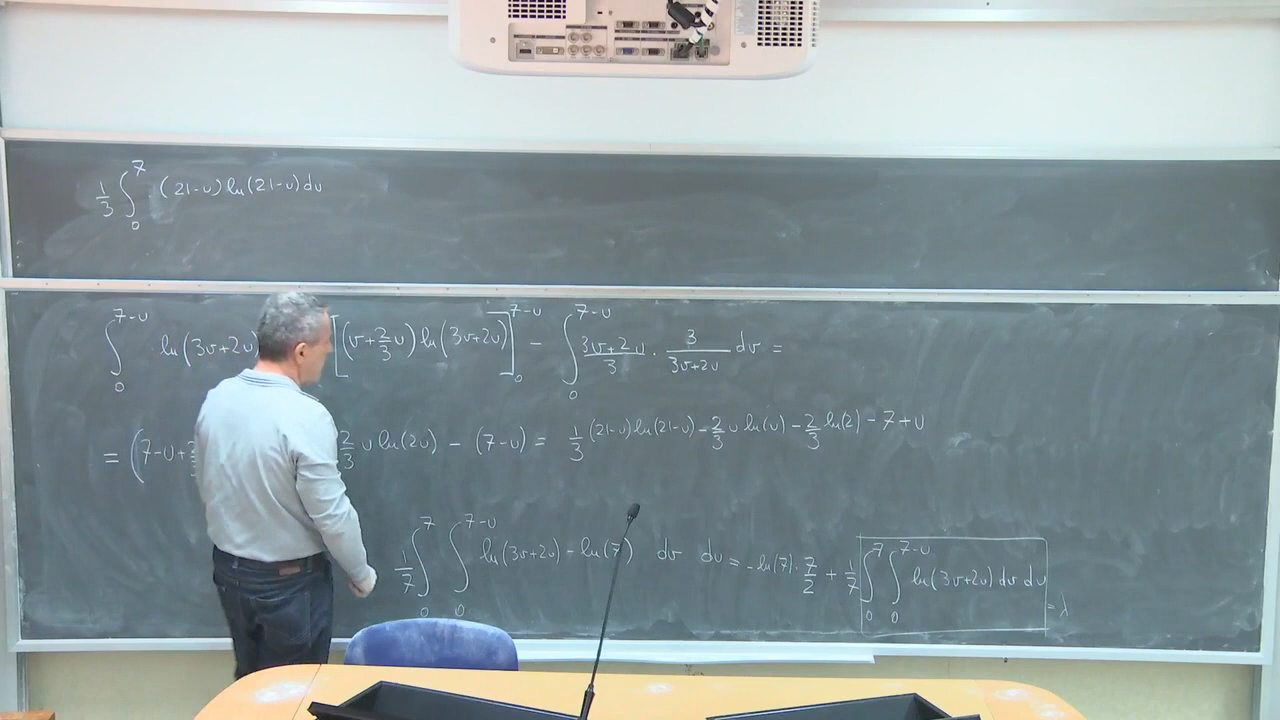 1/3 ∫_0^7 (21-u) ln(21-u) du
∫_0^{7-u} ln(3v+2u) [(v+2/3 u) ln(3v+2u)]_0^{7-u} - ∫_0^{7-u} (3v+2u)/3 · 3/(3v+2u) dv =
= (7-u+ 2/3 u ln(2u) - (7-u) = 1/3 (21-u) ln(21-u) - 2/3 u ln(u) - 2/3 ln(2) - 7+u
1/7 ∫_0^7 ∫_0^{7-u} ln(3v+2u) - ln(7) dv du = -ln(7)· 7/2 + 1/7 ∫_0^7 ∫_0^{7-u} ln(3v+2u) dv du = λ